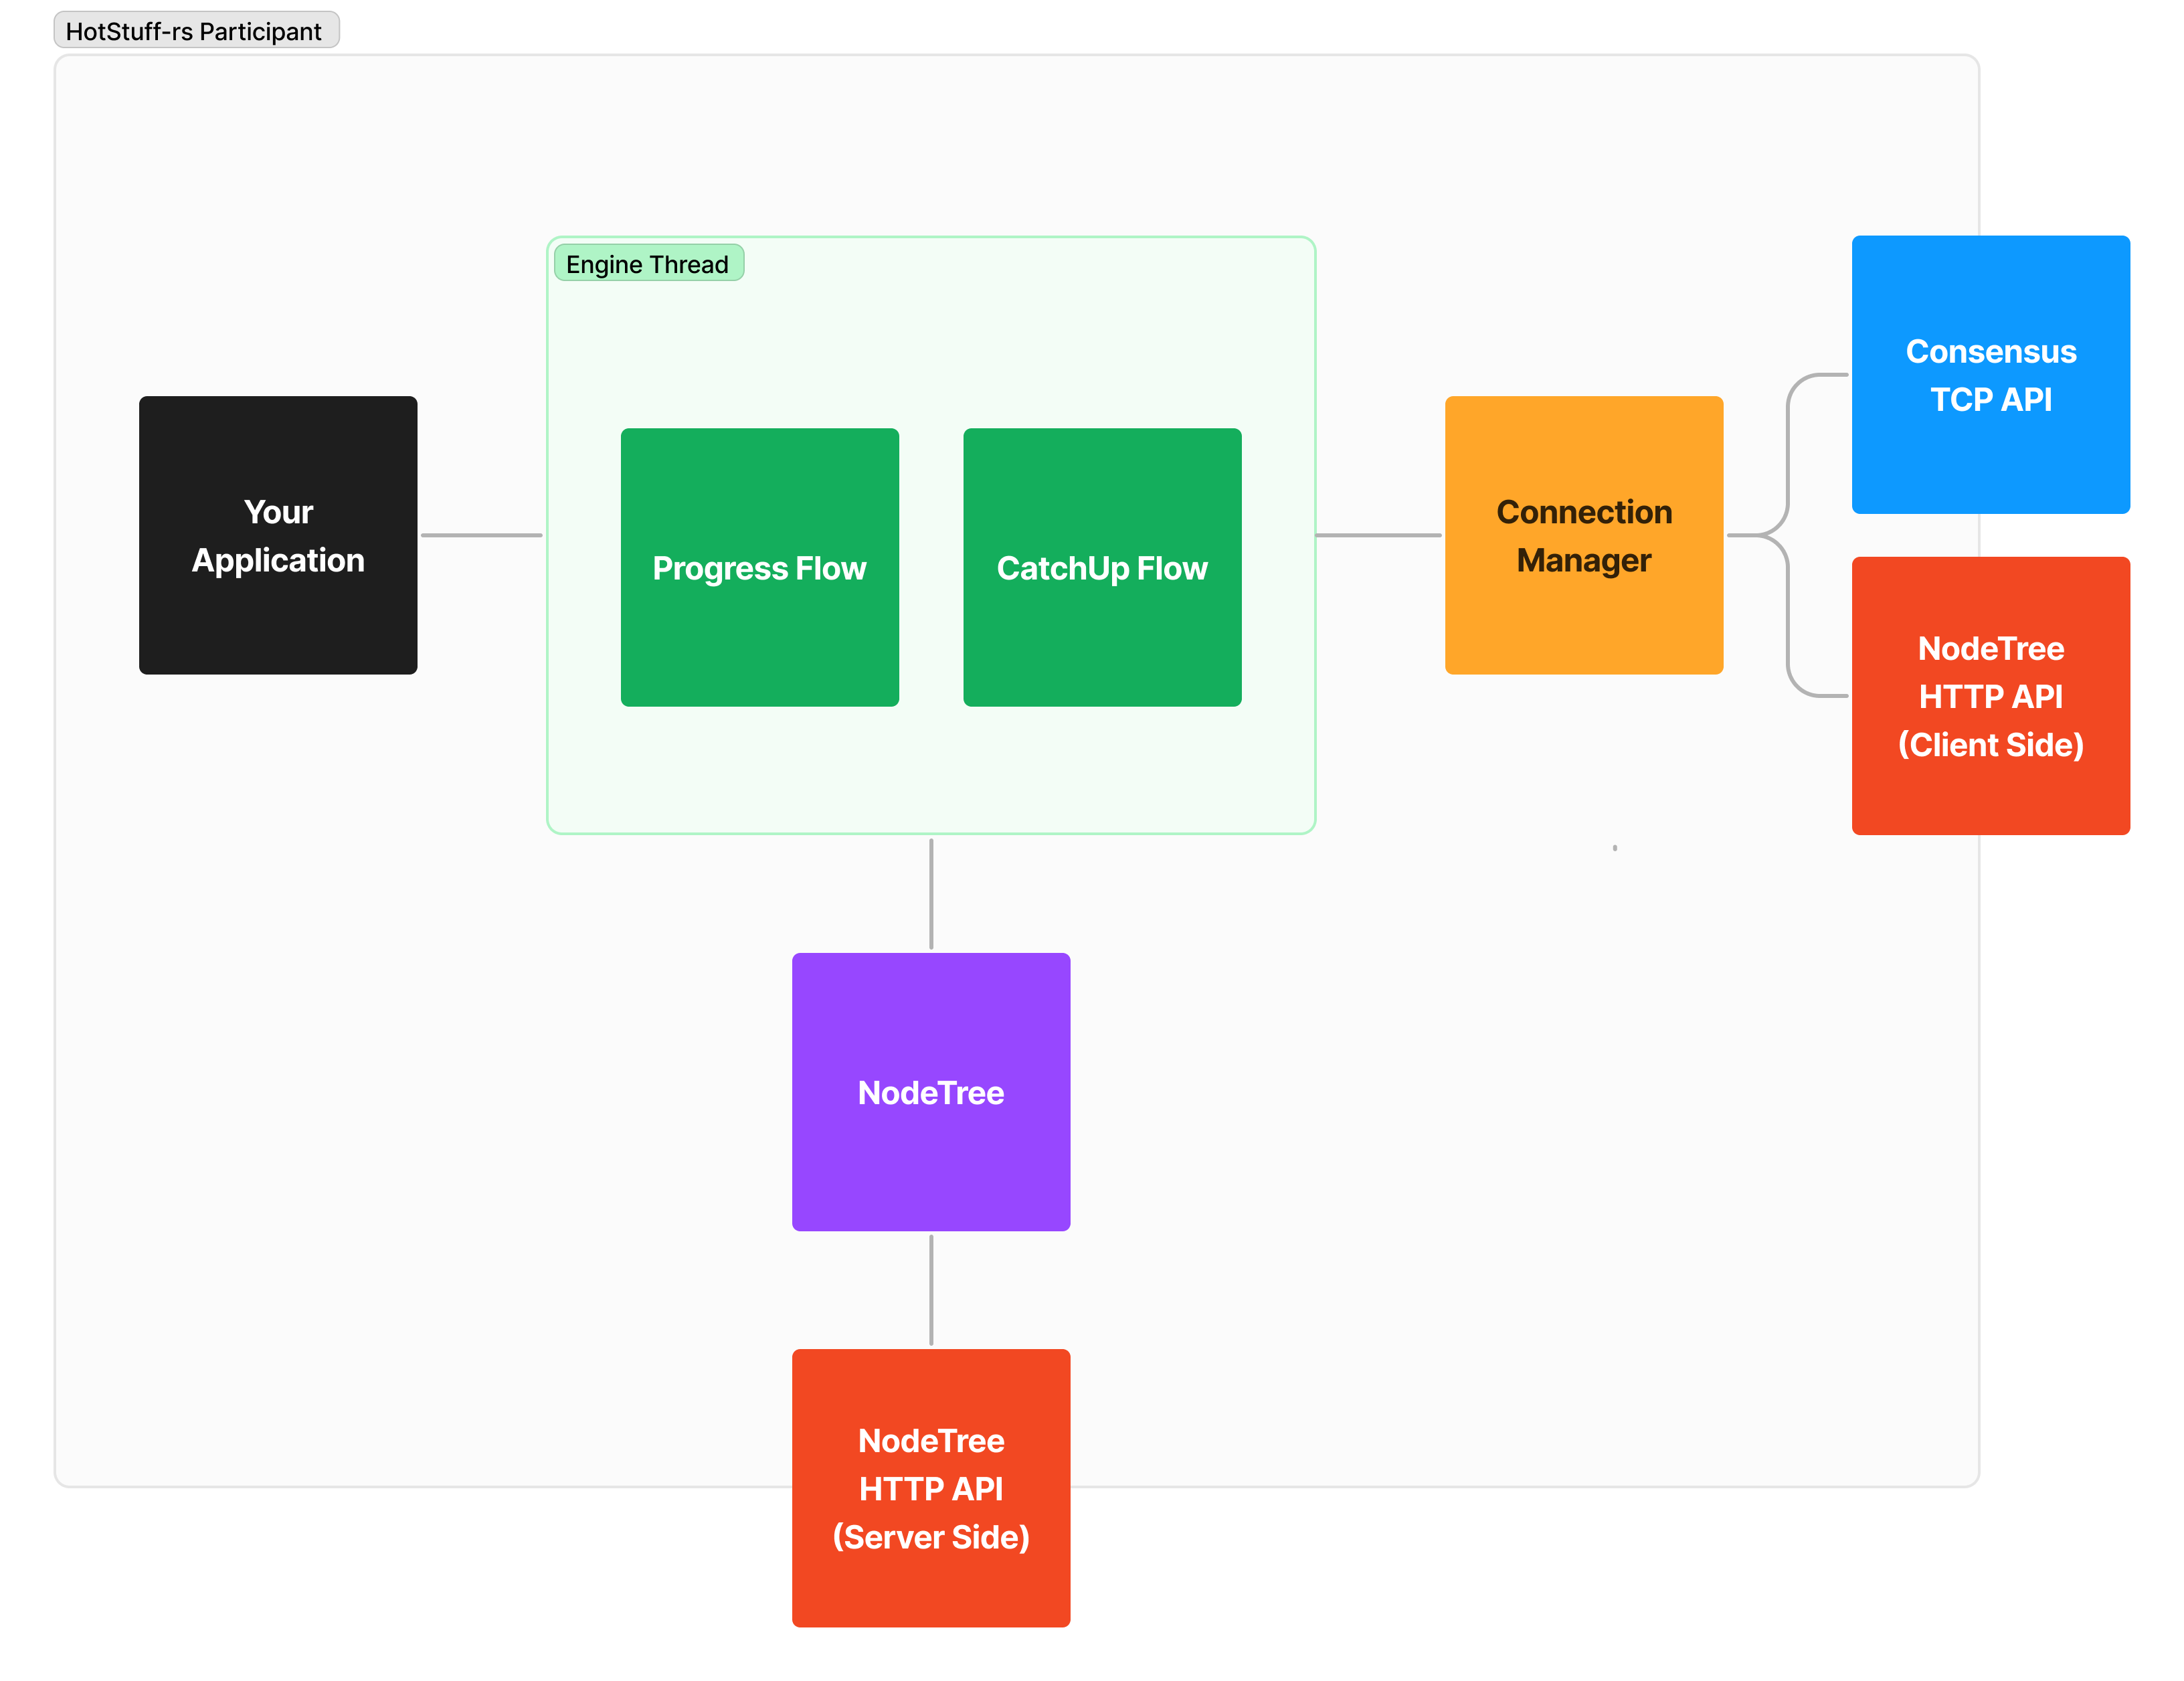 HotStuff-rs Participant
Engine Thread
Your
Application
Progress Flow
CatchUp Flow
Connection
Manager
Consensus
TCP API
NodeTree
HTTP API
(Client Side)
NodeTree
NodeTree
HTTP API
(Server Side)